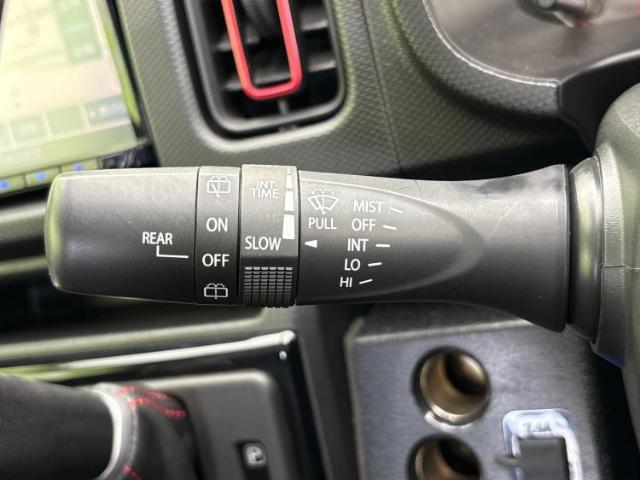 REAR
ON
OFF
INT
TIME
SLOW
PULL
MIST
OFF
INT
LO
HI